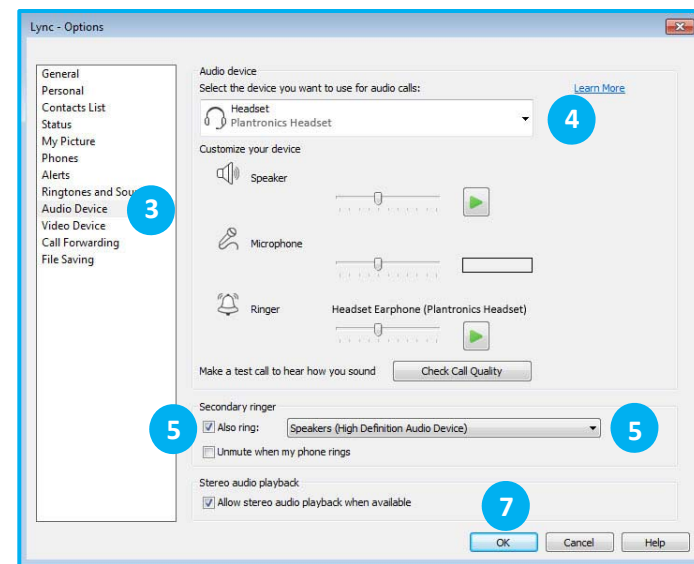 Lync - Options
General
Personal
Contacts List
Status
My Picture
Phones
Alerts
Ringtones and Sou
Audio Device
Video Device
Call Forwarding
File Saving
3
Audio device
Select the device you want to use for audio calls:
Learn More
Headset
Plantronics Headset
4
Customize your device
Speaker
Microphone
Ringer
Headset Earphone (Plantronics Headset)
Make a test call to hear how you sound
Check Call Quality
Secondary ringer
5
Also ring:
Speakers (High Definition Audio Device)
5
Unmute when my phone rings
Stereo audio playback
Allow stereo audio playback when available
7
OK
Cancel
Help